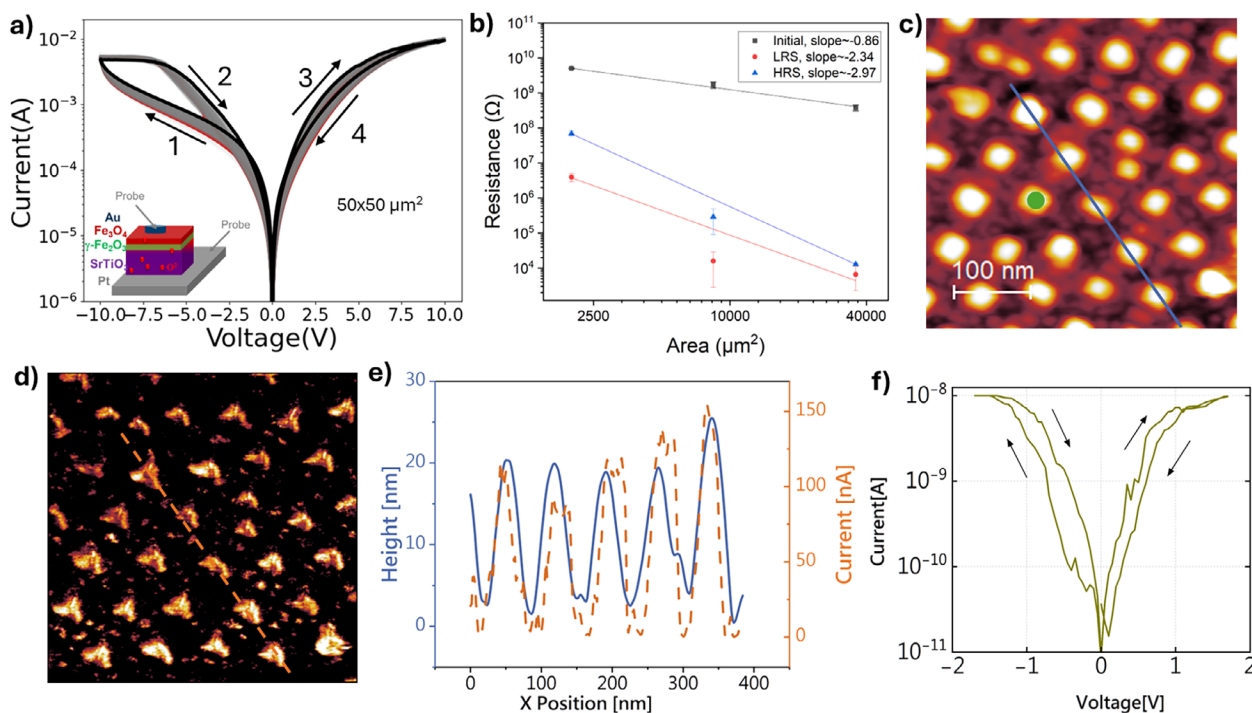 a)
Current(A)
10⁻²
10⁻³
10⁻⁴
10⁻⁵
10⁻⁶
1
2
3
4
50x50 μm²
Probe
Probe
Au
Fe₃O₄
γ-Fe₂O₃
SrTiO₃
Pt
−10.0 −7.5 −5.0 −2.5 0.0 2.5 5.0 7.5 10.0
Voltage(V)
b)
Resistance (Ω)
10¹¹
10¹⁰
10⁹
10⁸
10⁷
10⁶
10⁵
10⁴
Initial, slope~-0.86
LRS, slope~-2.34
HRS, slope~-2.97
2500 10000 40000
Area (μm²)
c)
100 nm
d)
e)
Height [nm]
30
20
10
0
Current [nA]
150
100
50
0
0 100 200 300 400
X Position [nm]
f)
Current[A]
10⁻⁸
10⁻⁹
10⁻¹⁰
10⁻¹¹
−2 −1 0 1 2
Voltage[V]